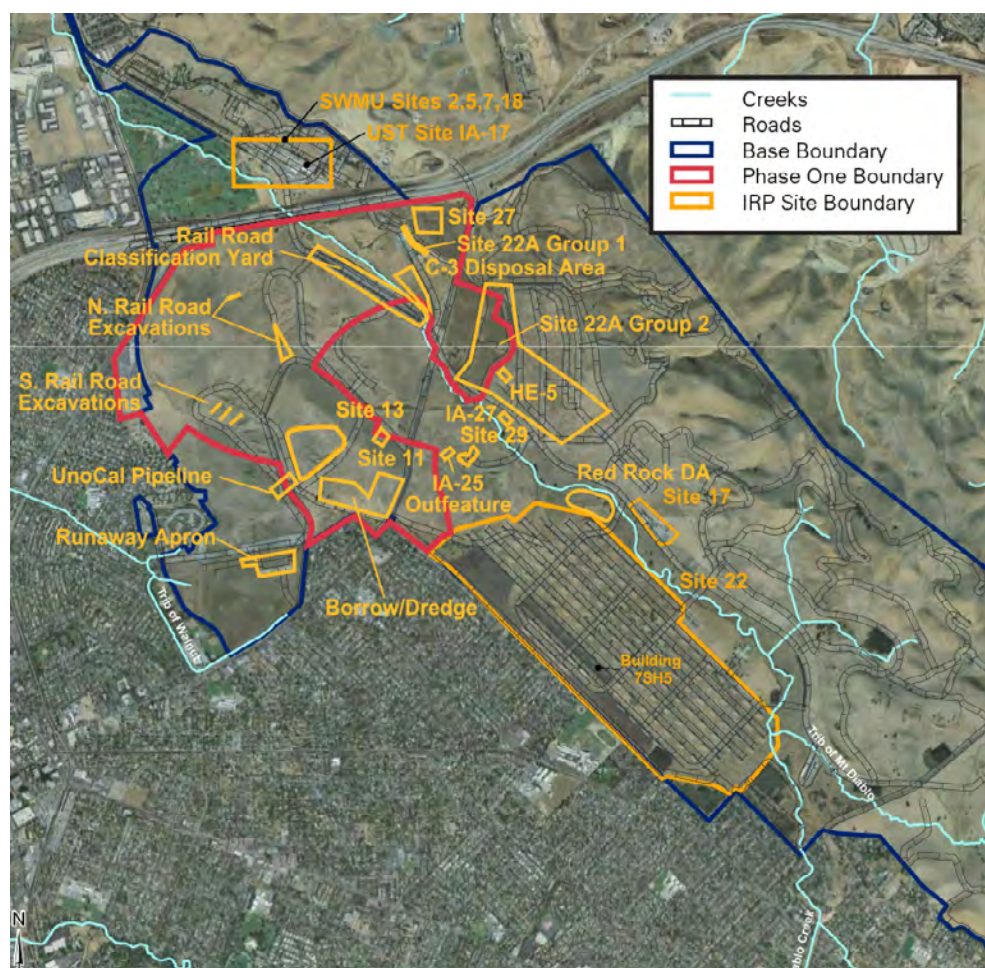 SWMU Sites 2,5,7,18
UST Site IA-17
Creeks
Roads
Base Boundary
Phase One Boundary
IRP Site Boundary
Site 27
Rail Road
Classification Yard
Site 22A Group 1
C-3 Disposal Area
N. Rail Road
Excavations
Site 22A Group 2
S. Rail Road
Excavations
HE-5
IA-27
Site 13
Site 29
Site 11
UnoCal Pipeline
IA-25
Outfeature
Red Rock DA
Site 17
Runaway Apron
Site 22
Borrow/Dredge
Trib of Walnut
Building
7SH5
Trib of Mt Diablo
ablo Creek
N